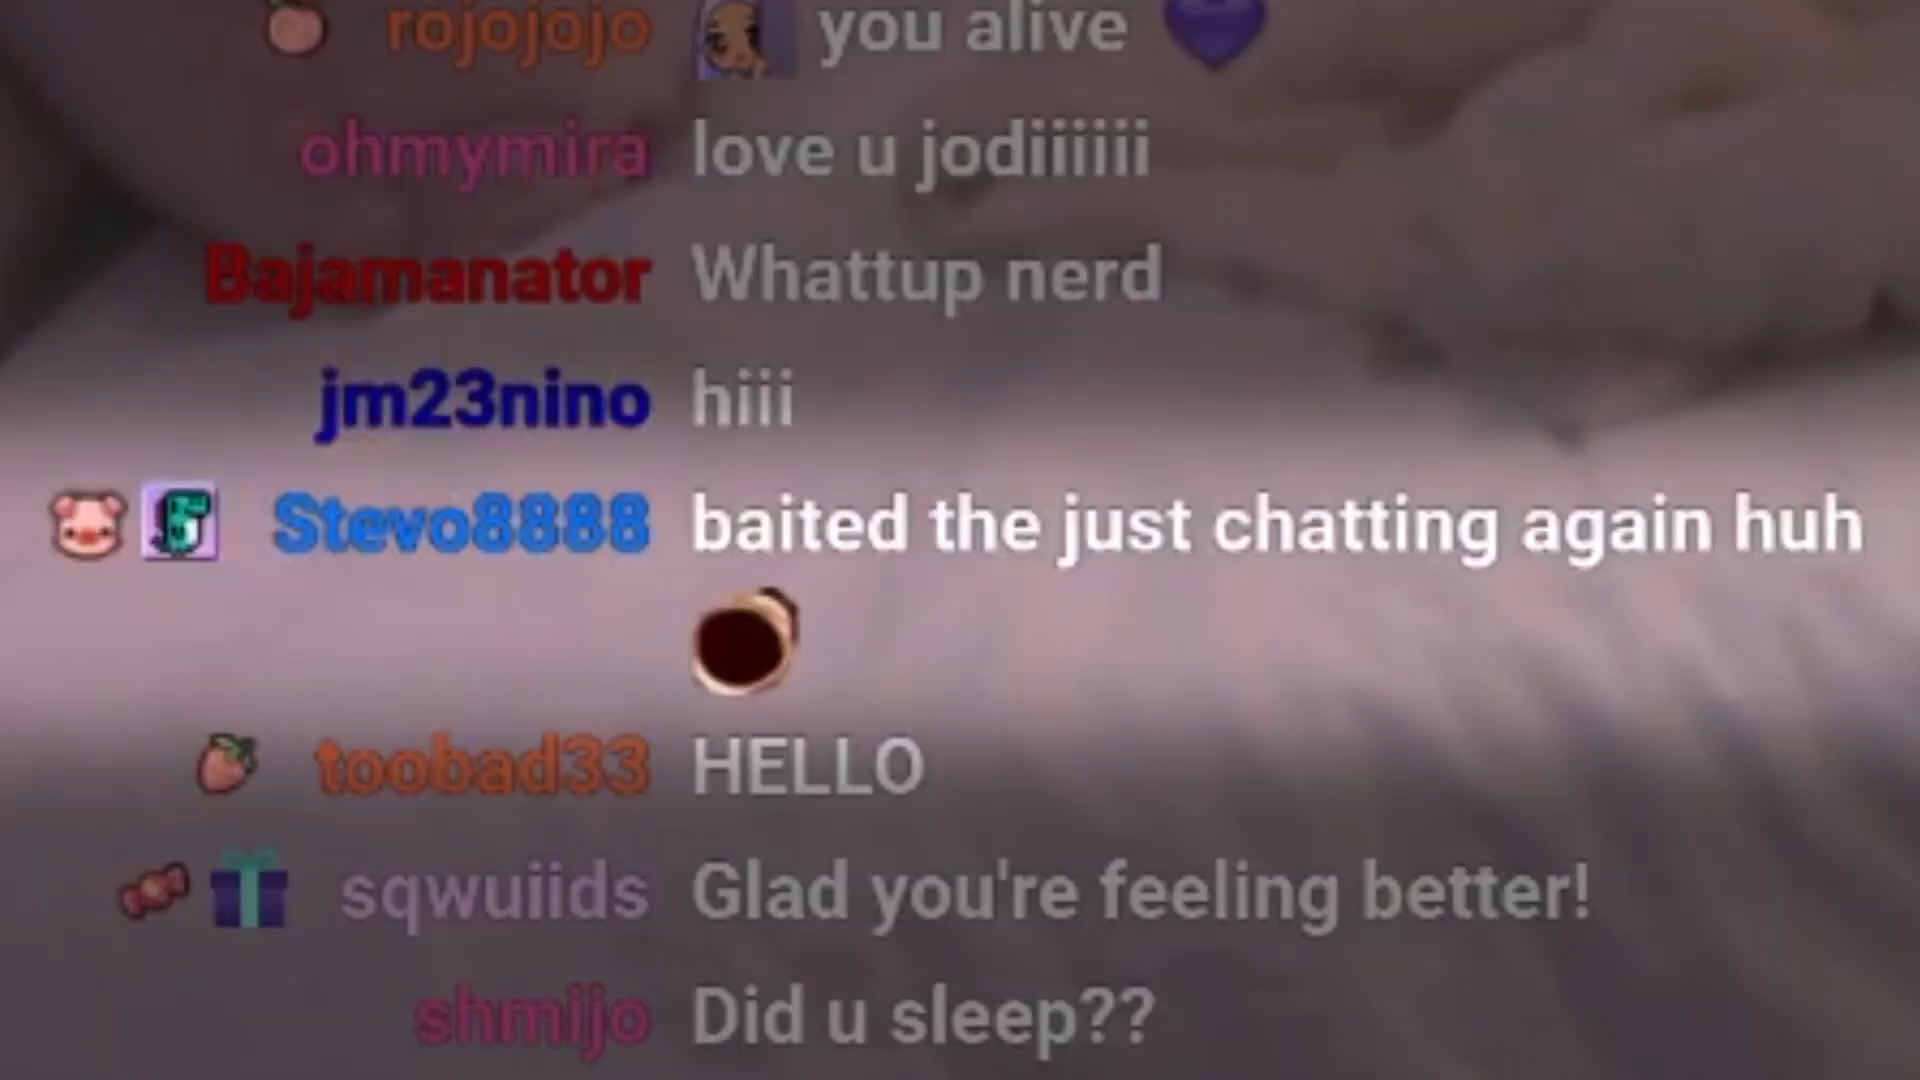 rojojojo you alive
ohmymira love u jodiiiiii
Bajamanator Whattup nerd
jm23nino hiii
Stevo8888 baited the just chatting again huh
toobad33 HELLO
sqwuiids Glad you're feeling better!
shmijo Did u sleep??